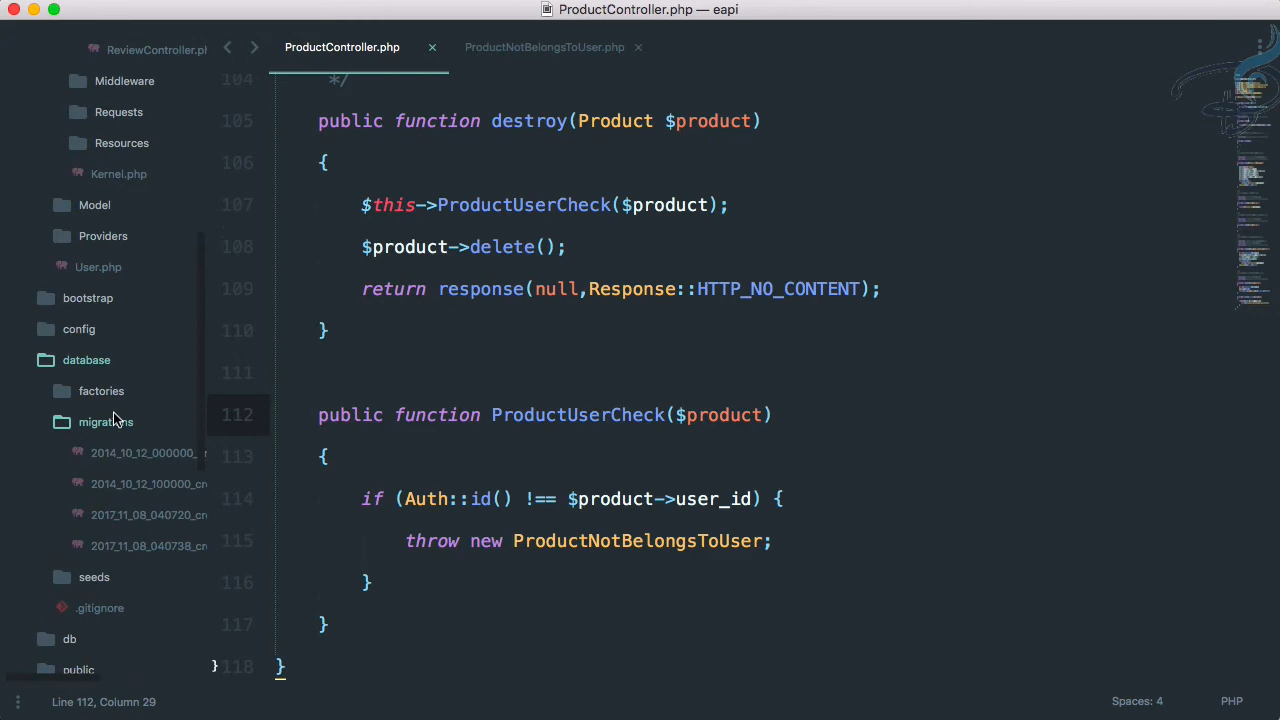 ProductController.php — eapi
ReviewController.ph
Middleware
Requests
Resources
Kernel.php
Model
Providers
User.php
bootstrap
config
database
factories
migrations
2014_10_12_000000_
2014_10_12_100000_cre
2017_11_08_040720_cre
2017_11_08_040738_cre
seeds
.gitignore
db
public
ProductController.php × ProductNotBelongsToUser.php ×
104 */
105 public function destroy(Product $product)
106 {
107 $this->ProductUserCheck($product);
108 $product->delete();
109 return response(null,Response::HTTP_NO_CONTENT);
110 }
111
112 public function ProductUserCheck($product)
113 {
114 if (Auth::id() !== $product->user_id) {
115 throw new ProductNotBelongsToUser;
116 }
117 }
} 118 }
Line 112, Column 29
Spaces: 4 PHP